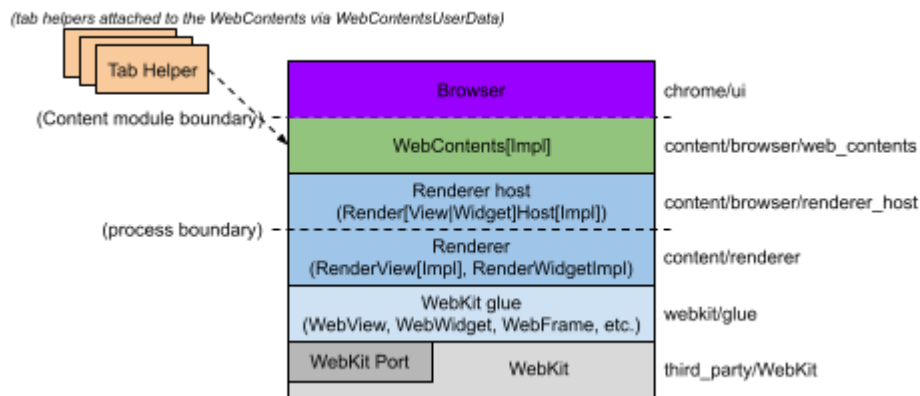 (tab helpers attached to the WebContents via WebContentsUserData)
Tab Helper
Browser
chrome/ui
(Content module boundary)
WebContents[Impl]
content/browser/web_contents
Renderer host
(Render[View|Widget]Host[Impl])
content/browser/renderer_host
(process boundary)
Renderer
(RenderView[Impl], RenderWidgetImpl)
content/renderer
WebKit glue
(WebView, WebWidget, WebFrame, etc.)
webkit/glue
WebKit Port
WebKit
third_party/WebKit